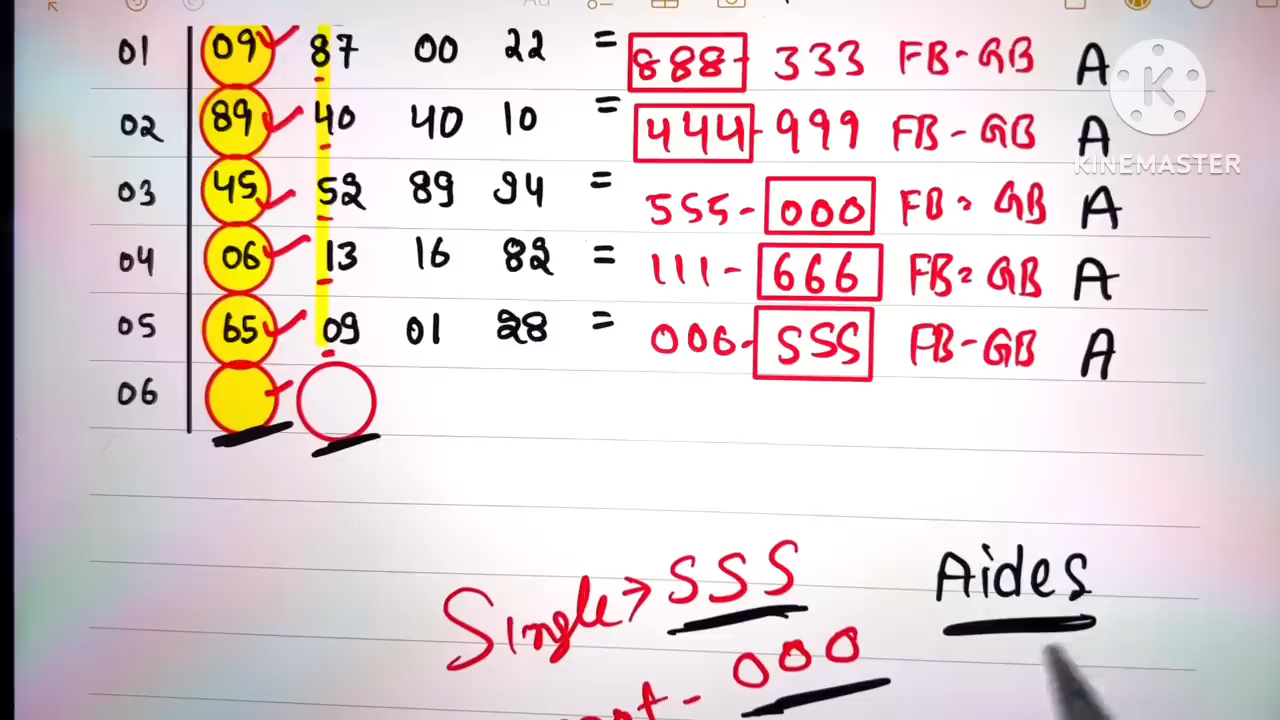 01 09 87 00 22 = 888- 333 FB-GB A
02 89 40 40 10 = 444-999 FB-GB A
KINEMASTER
03 45 52 89 94 = 555-000 FB=GB A
04 06 13 16 82 = 111-666 FB=GB A
05 65 09 01 28 = 006-555 FB-GB A
06
Single > SSS Aides
- 000